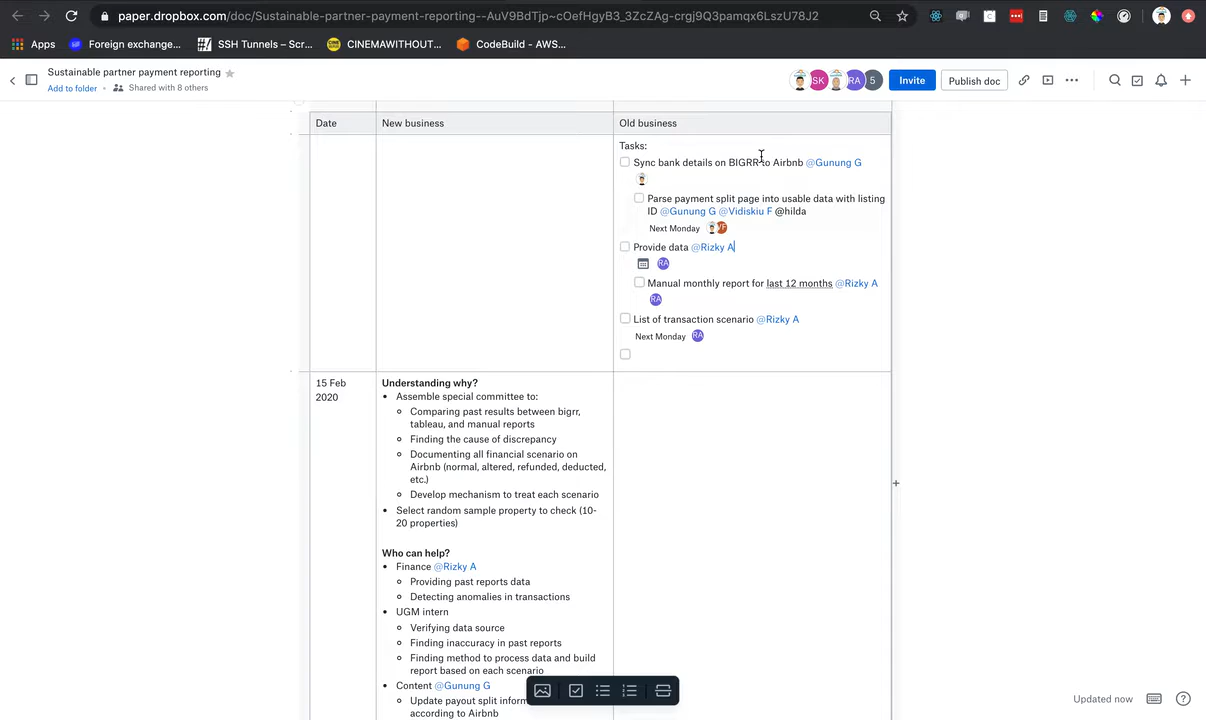 paper.dropbox.com/doc/Sustainable-partner-payment-reporting--AuV9BdTjp~cOefHgyB3_3ZcZAg-crgj9Q3pamqx6LszU78J2
Apps
Foreign exchange...
SSH Tunnels – Scr...
CINEMAWITHOUT...
CodeBuild - AWS...
Sustainable partner payment reporting
Add to folder
Shared with 8 others
SK
RA
5
Invite
Publish doc
Date
New business
Old business
Tasks:
Sync bank details on BIGRR to Airbnb @Gunung G
Parse payment split page into usable data with listing
ID @Gunung G @Vidiskiu F @hilda
Next Monday
VF
Provide data @Rizky A
RA
Manual monthly report for last 12 months @Rizky A
RA
List of transaction scenario @Rizky A
Next Monday
RA
15 Feb
2020
Understanding why?
• Assemble special committee to:
Comparing past results between bigrr,
tableau, and manual reports
Finding the cause of discrepancy
Documenting all financial scenario on
Airbnb (normal, altered, refunded, deducted,
etc.)
Develop mechanism to treat each scenario
• Select random sample property to check (10-
20 properties)
Who can help?
• Finance @Rizky A
Providing past reports data
Detecting anomalies in transactions
• UGM intern
Verifying data source
Finding inaccuracy in past reports
Finding method to process data and build
report based on each scenario
• Content @Gunung G
Update payout split inform
according to Airbnb
Updated now